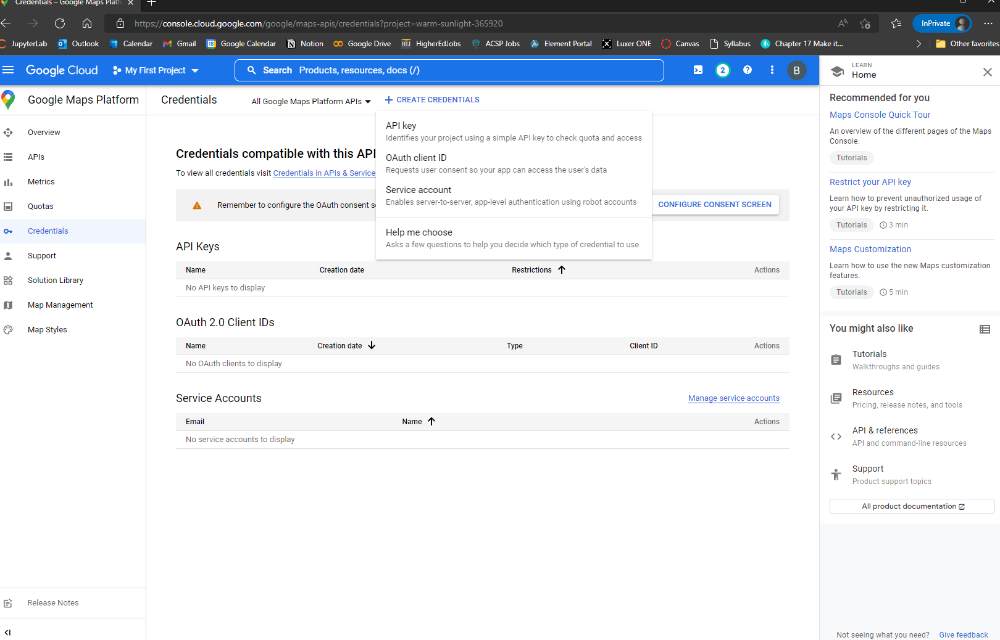 Credentials – Google Maps Platf
https://console.cloud.google.com/google/maps-apis/credentials?project=warm-sunlight-365920
InPrivate
JupyterLab
Outlook
Calendar
Gmail
18
Google Calendar
Notion
Google Drive
HEJ
HigherEdJobs
ACSP Jobs
Element Portal
Luxer ONE
Canvas
Syllabus
Chapter 17 Make it...
Other favorites
Google Cloud
My First Project
Search Products, resources, docs (/)
2
B
LEARN
Home
Google Maps Platform
Credentials
All Google Maps Platform APIs
CREATE CREDENTIALS
Overview
APIs
Metrics
Quotas
Credentials
Support
Solution Library
Map Management
Map Styles
Release Notes
API key
Identifies your project using a simple API key to check quota and access
OAuth client ID
Requests user consent so your app can access the user's data
Service account
Enables server-to-server, app-level authentication using robot accounts
Help me choose
Asks a few questions to help you decide which type of credential to use
Credentials compatible with this API
To view all credentials visit Credentials in APIs & Service
Remember to configure the OAuth consent s
CONFIGURE CONSENT SCREEN
API Keys
Name Creation date Restrictions Actions
No API keys to display
OAuth 2.0 Client IDs
Name Creation date Type Client ID Actions
No OAuth clients to display
Service Accounts
Manage service accounts
Email Name Actions
No service accounts to display
Recommended for you
Maps Console Quick Tour
An overview of the different pages of the Maps
Console.
Tutorials
Restrict your API key
Learn how to prevent unauthorized usage of
your API key by restricting it.
Tutorials 3 min
Maps Customization
Learn how to use the new Maps customization
features.
Tutorials 5 min
You might also like
Tutorials
Walkthroughs and guides
Resources
Pricing, release notes, and tools
API & references
API and command-line resources
Support
Product support topics
All product documentation
Not seeing what you need? Give feedback